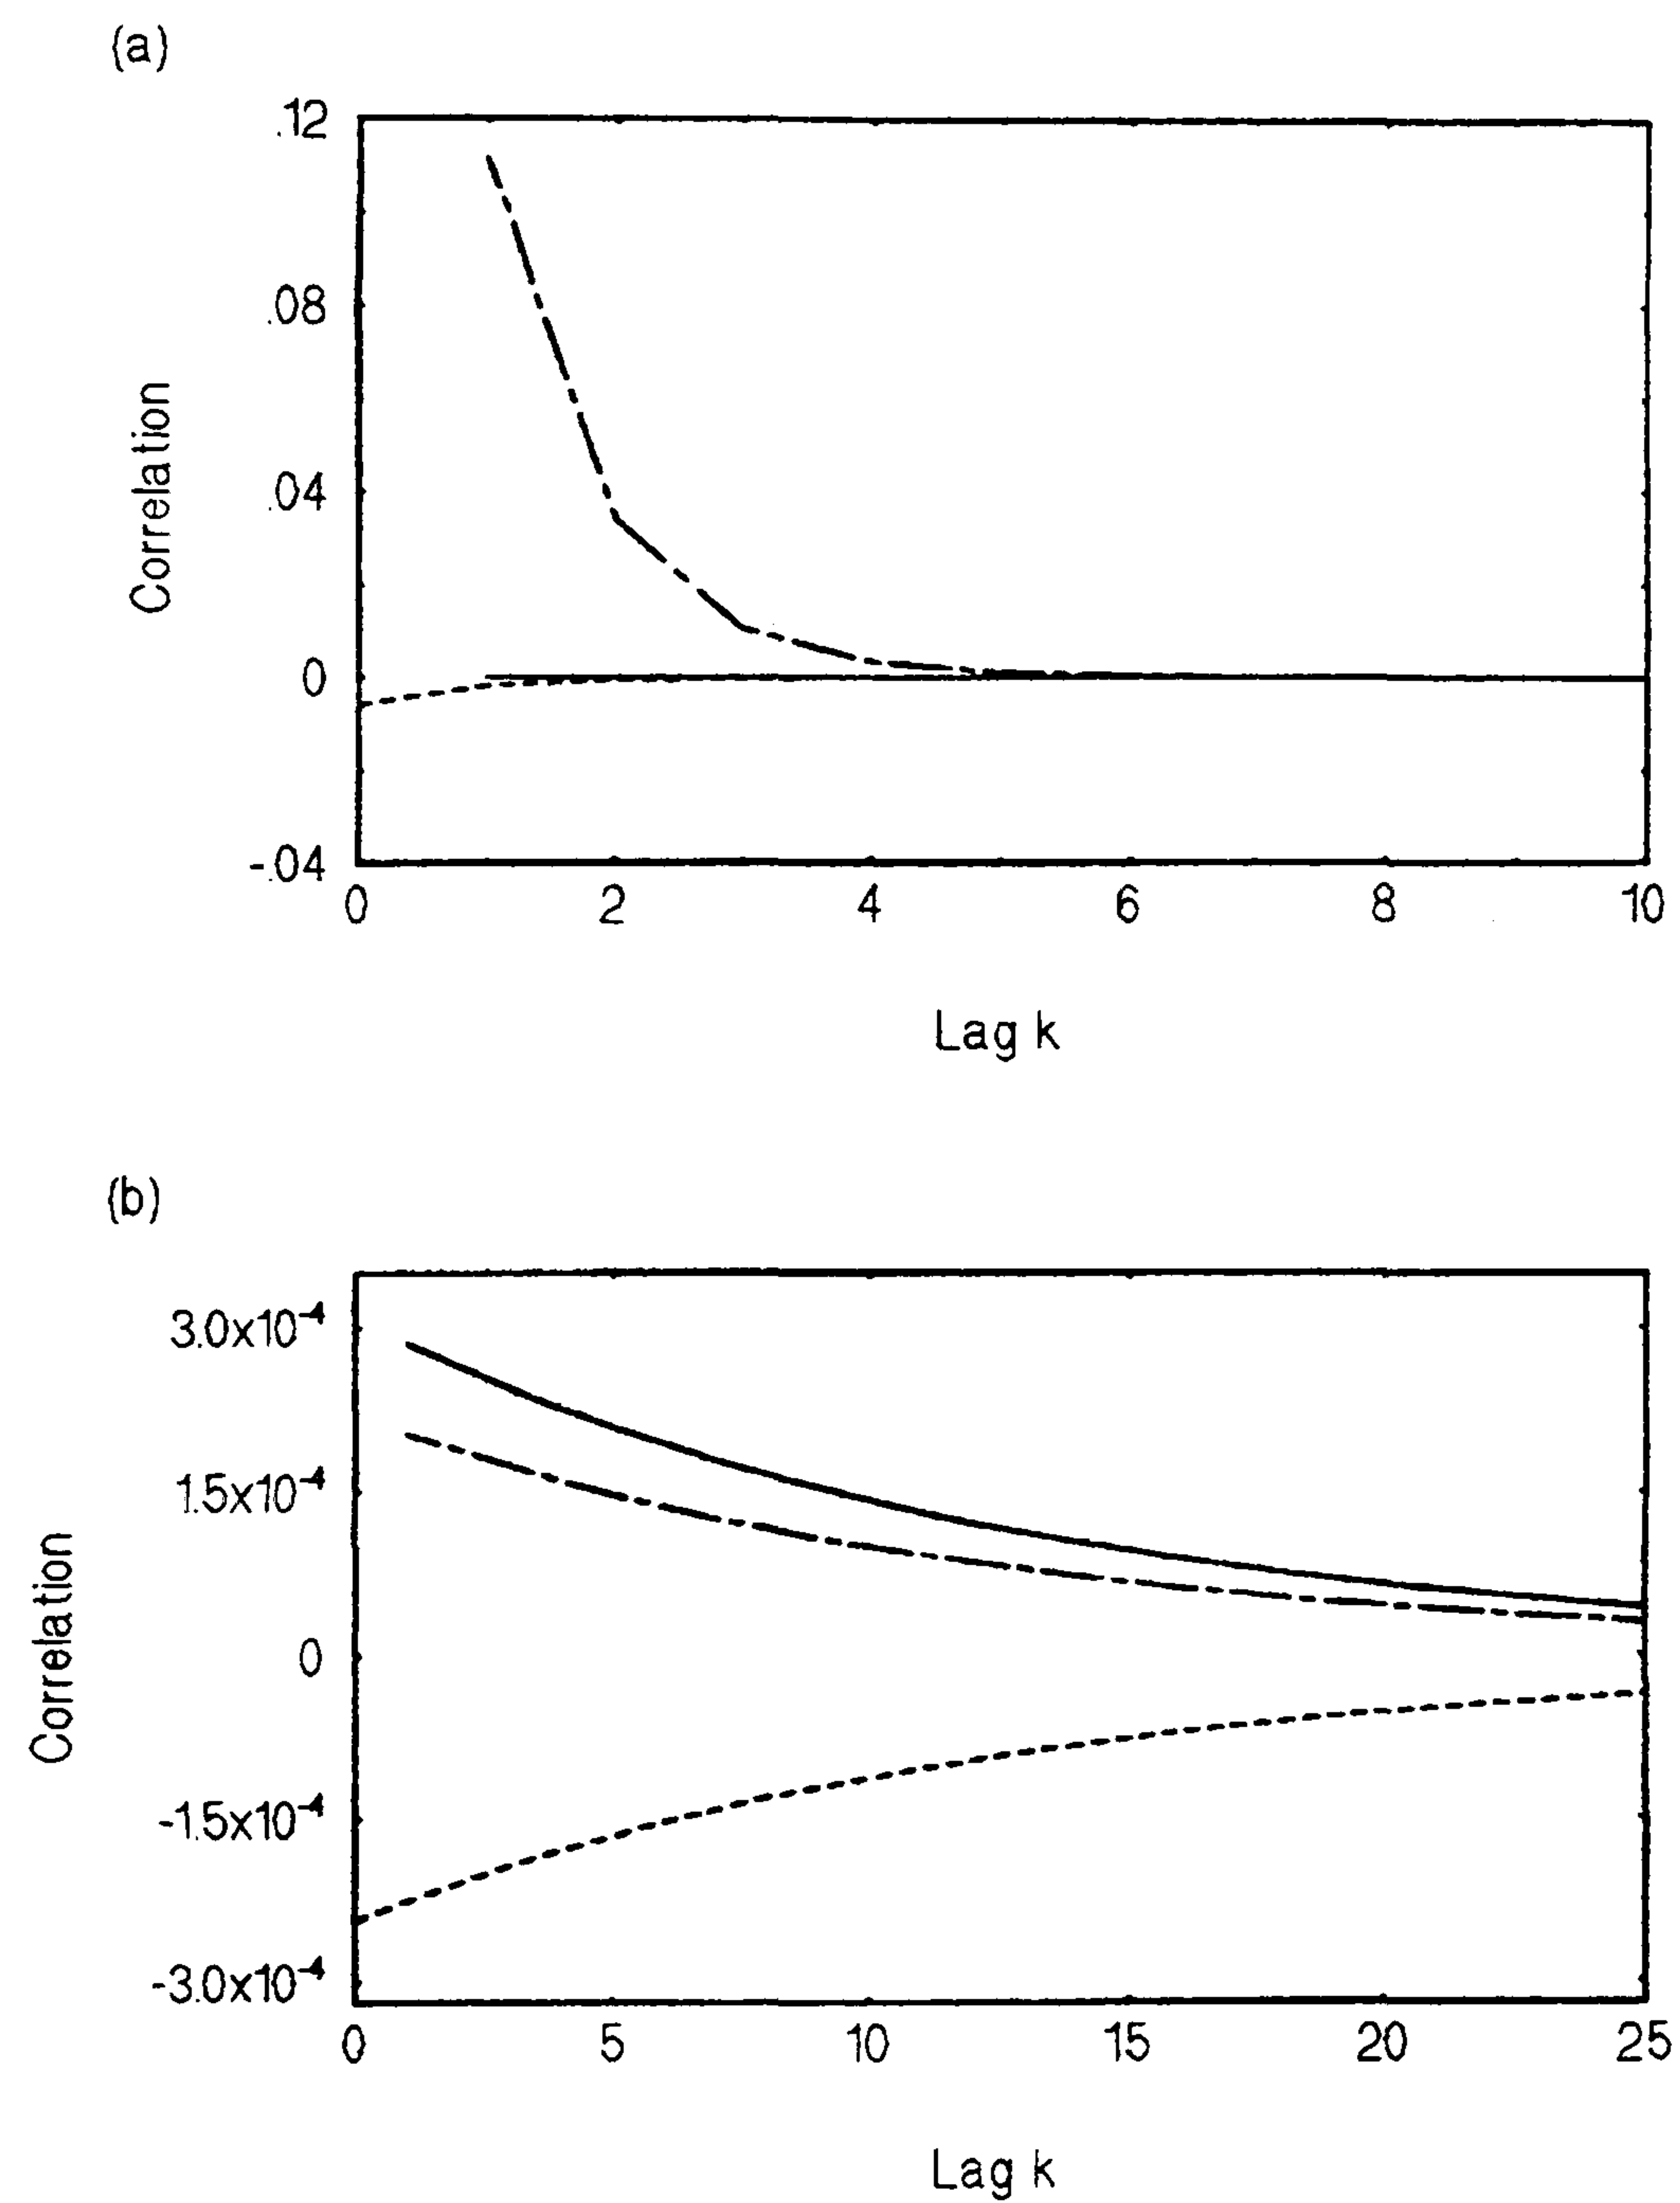 (a)
.12
.08
.04
0
-.04
Correlation
0 2 4 6 8 10
Lag k
(b)
3.0x10⁻⁴
1.5x10⁻⁴
0
-1.5x10⁻⁴
-3.0x10⁻⁴
Correlation
0 5 10 15 20 25
Lag k